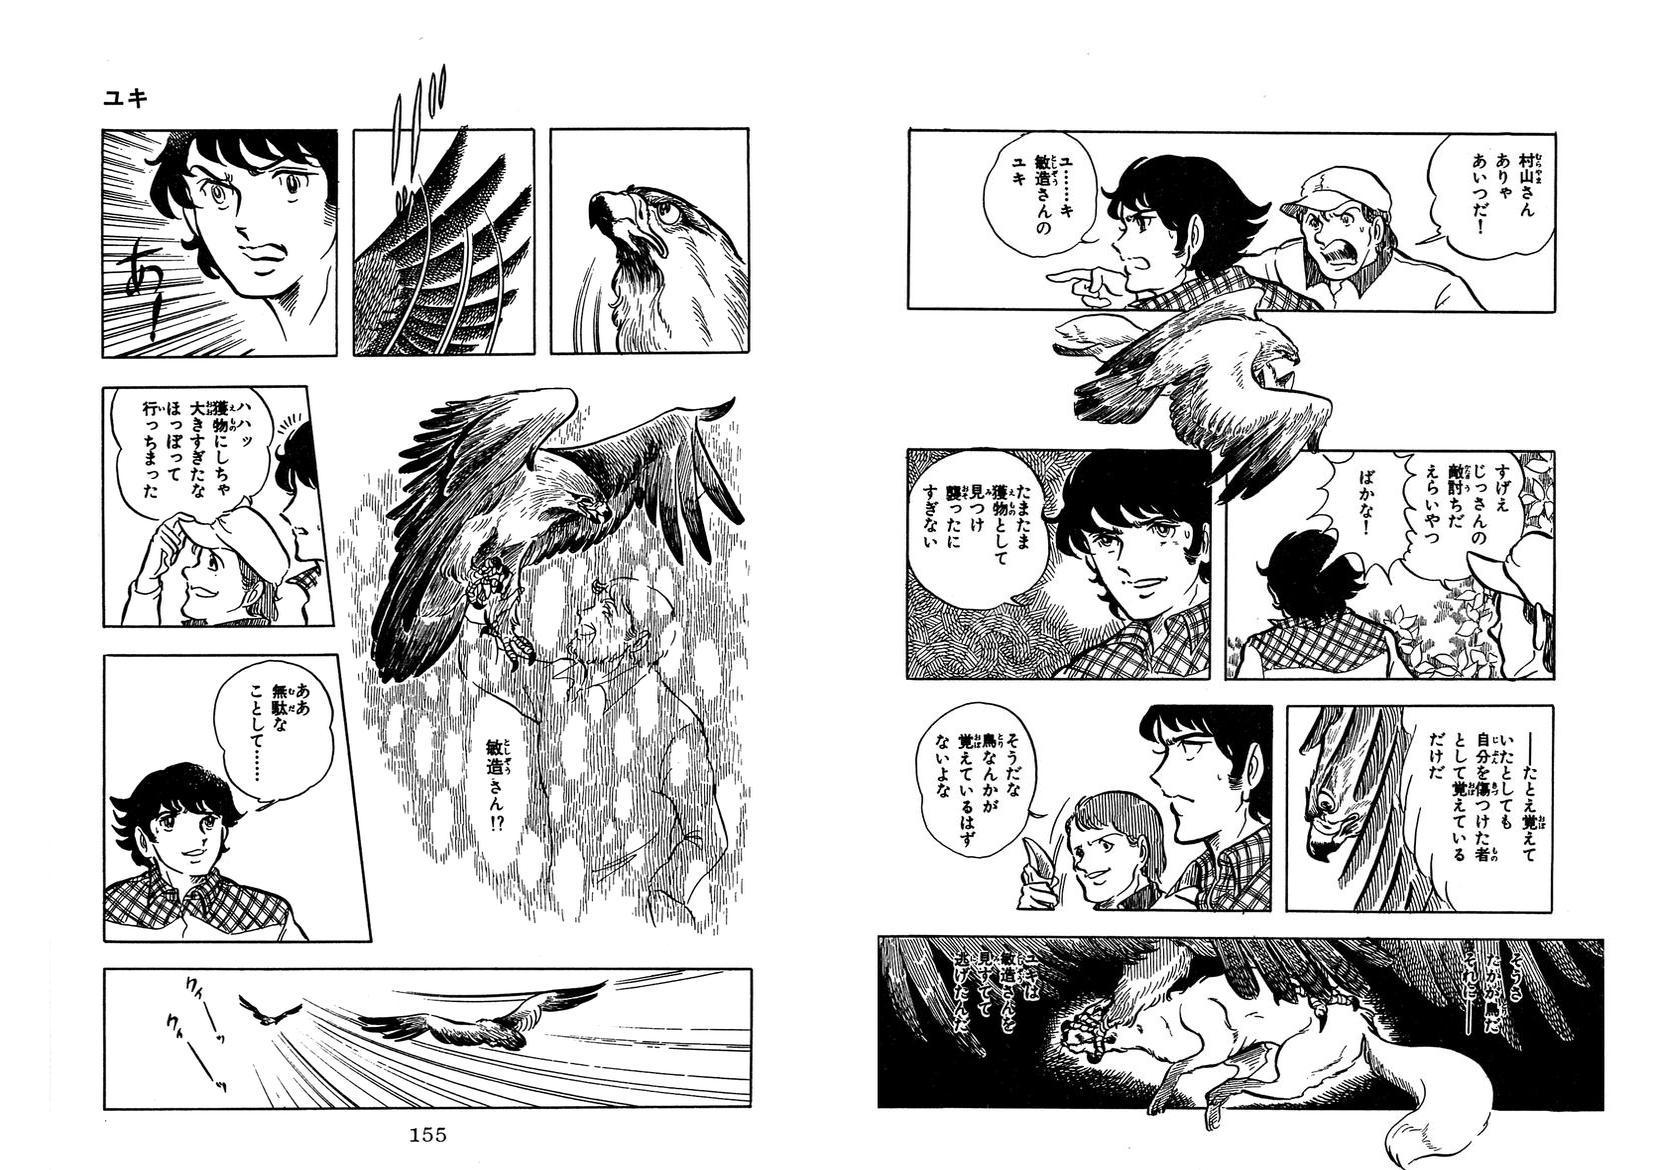 村山さん
ありゃ
あいつだ！
ユ……キ
敏造さんの
ユキ
すげえ
じっさんの
敵討ちだ
えらいやつ
ばかな！
たまたま
獲物として
見つけ
襲ったに
すぎない
――たとえ覚えて
いたとしても
自分を傷つけた者
として覚えている
だけだ
そうだな
鳥なんかが
覚えているはず
ないよな
そうさ
たかが鳥だ
それに――
ユキは
敏造さんを
見すてて
逃げたんだ
ユキ
あーー
敏造さん!?
ハハッ
獲物にしちゃ
大きすぎたな
ほっぽって
行っちまった
ああ
無駄な
ことして……
クィーーッ
クィーーッ
155